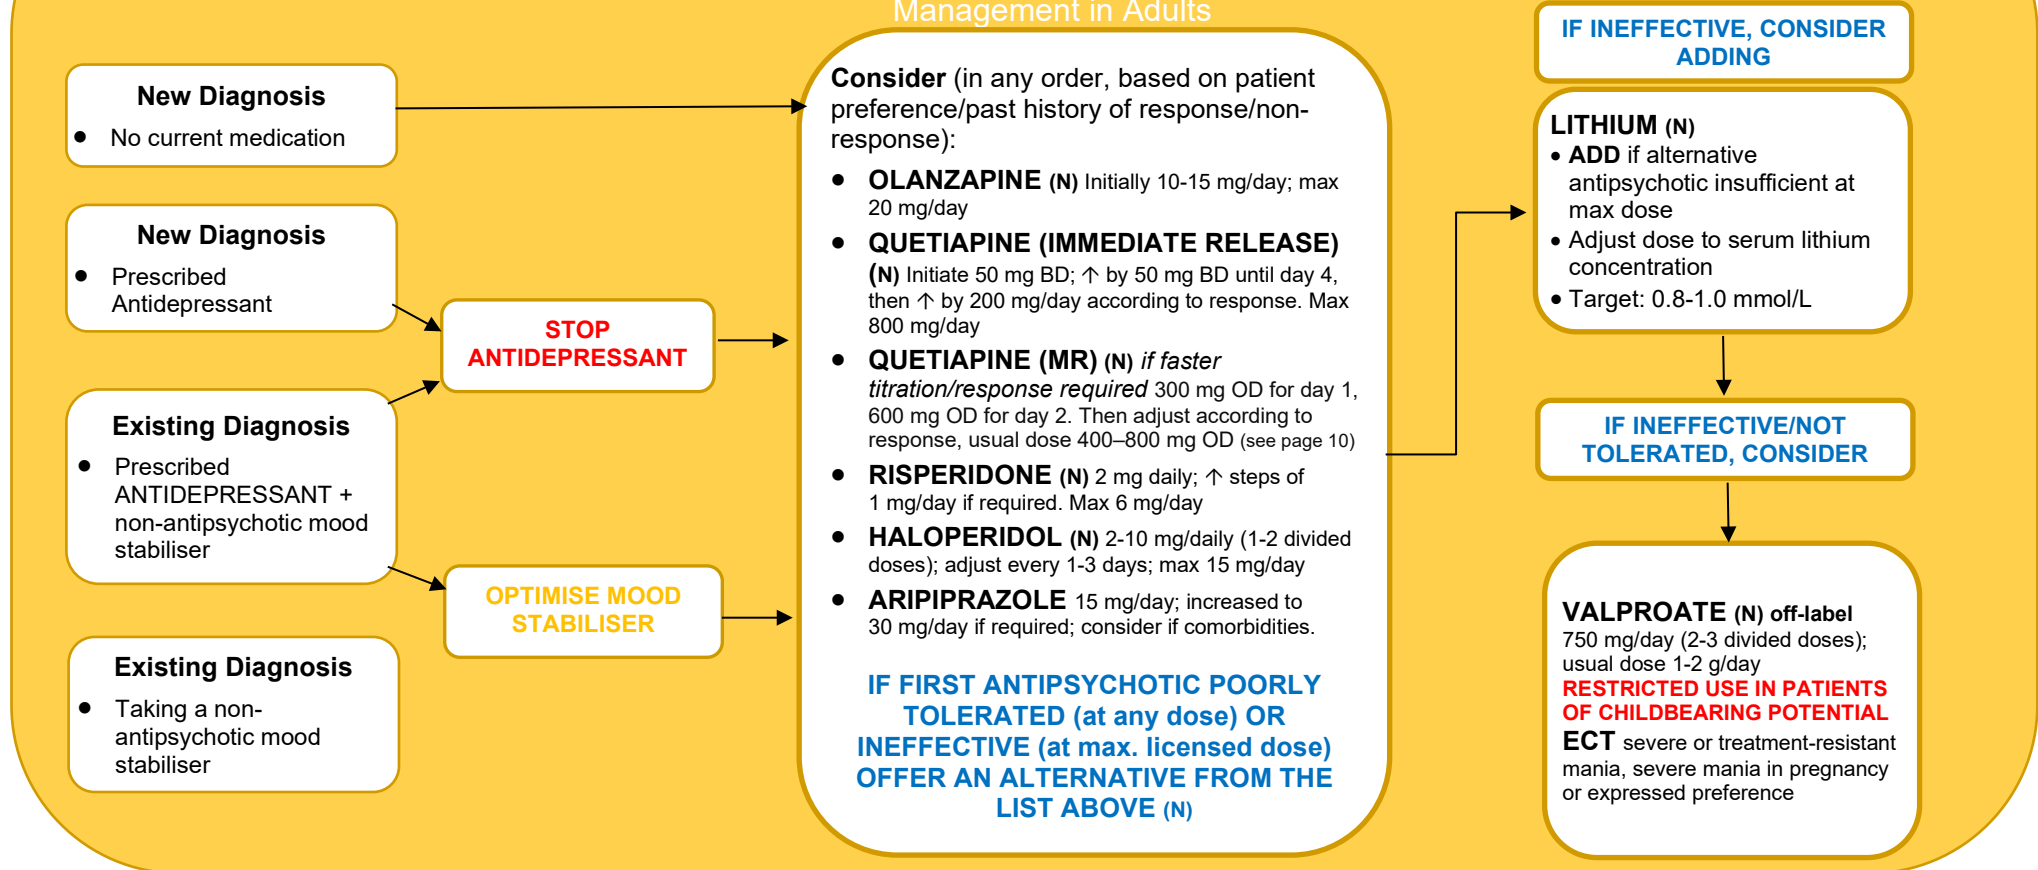 Management in Adults
New Diagnosis
• No current medication
New Diagnosis
• Prescribed
Antidepressant
Existing Diagnosis
• Prescribed
ANTIDEPRESSANT +
non-antipsychotic mood
stabiliser
Existing Diagnosis
• Taking a non-
antipsychotic mood
stabiliser
STOP
ANTIDEPRESSANT
OPTIMISE MOOD
STABILISER
Consider (in any order, based on patient
preference/past history of response/non-
response):
• OLANZAPINE (N) Initially 10-15 mg/day; max
20 mg/day
• QUETIAPINE (IMMEDIATE RELEASE)
(N) Initiate 50 mg BD; ↑ by 50 mg BD until day 4,
then ↑ by 200 mg/day according to response. Max
800 mg/day
• QUETIAPINE (MR) (N) if faster
titration/response required 300 mg OD for day 1,
600 mg OD for day 2. Then adjust according to
response, usual dose 400–800 mg OD (see page 10)
• RISPERIDONE (N) 2 mg daily; ↑ steps of
1 mg/day if required. Max 6 mg/day
• HALOPERIDOL (N) 2-10 mg/daily (1-2 divided
doses); adjust every 1-3 days; max 15 mg/day
• ARIPIPRAZOLE 15 mg/day; increased to
30 mg/day if required; consider if comorbidities.
IF FIRST ANTIPSYCHOTIC POORLY
TOLERATED (at any dose) OR
INEFFECTIVE (at max. licensed dose)
OFFER AN ALTERNATIVE FROM THE
LIST ABOVE (N)
IF INEFFECTIVE, CONSIDER
ADDING
LITHIUM (N)
• ADD if alternative
antipsychotic insufficient at
max dose
• Adjust dose to serum lithium
concentration
• Target: 0.8-1.0 mmol/L
IF INEFFECTIVE/NOT
TOLERATED, CONSIDER
VALPROATE (N) off-label
750 mg/day (2-3 divided doses);
usual dose 1-2 g/day
RESTRICTED USE IN PATIENTS
OF CHILDBEARING POTENTIAL
ECT severe or treatment-resistant
mania, severe mania in pregnancy
or expressed preference